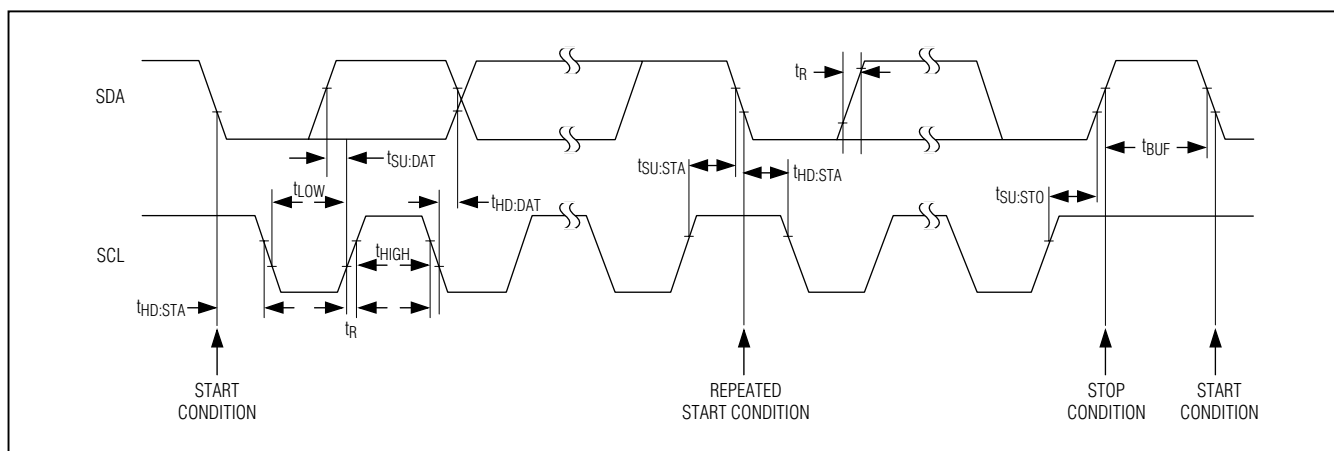 tR
SDA
tSU:DAT
tBUF
tSU:STA
tHD:STA
tLOW
tHD:DAT
tSU:STO
SCL
tHIGH
tHD:STA
tR
START
CONDITION
REPEATED
START CONDITION
STOP
CONDITION
START
CONDITION